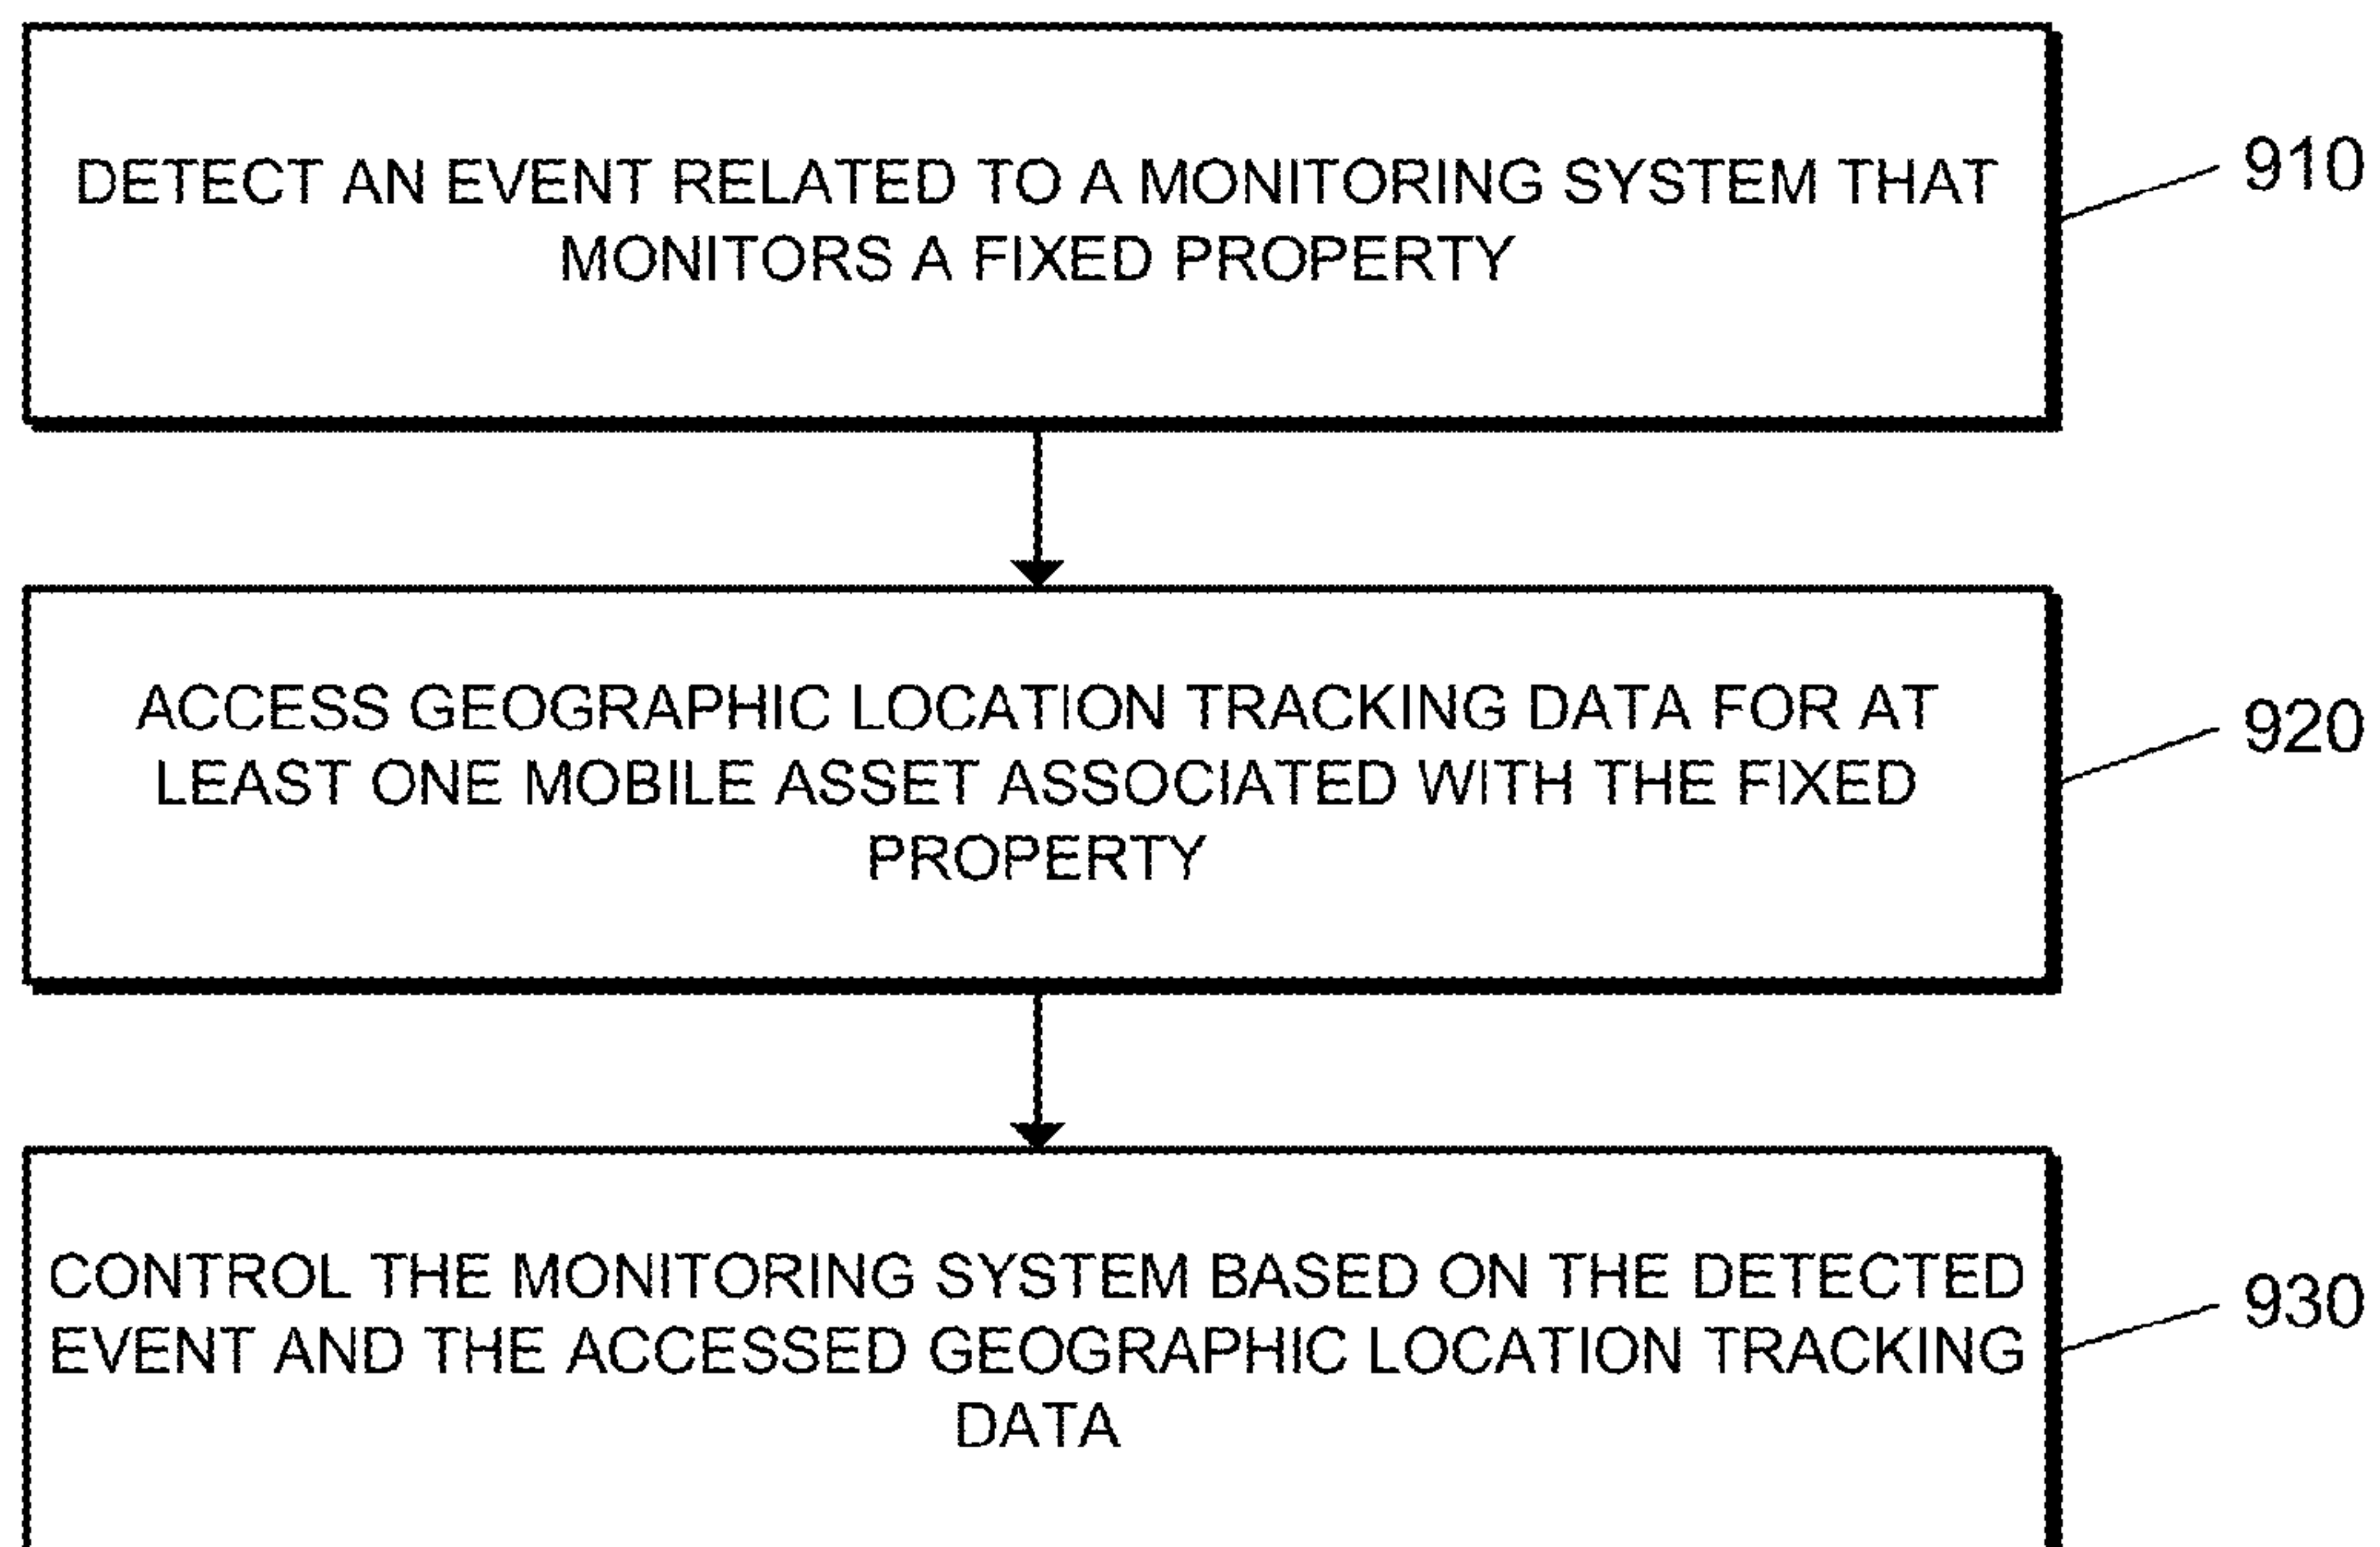 DETECT AN EVENT RELATED TO A MONITORING SYSTEM THAT
MONITORS A FIXED PROPERTY
910
ACCESS GEOGRAPHIC LOCATION TRACKING DATA FOR AT
LEAST ONE MOBILE ASSET ASSOCIATED WITH THE FIXED
PROPERTY
920
CONTROL THE MONITORING SYSTEM BASED ON THE DETECTED
EVENT AND THE ACCESSED GEOGRAPHIC LOCATION TRACKING
DATA
930